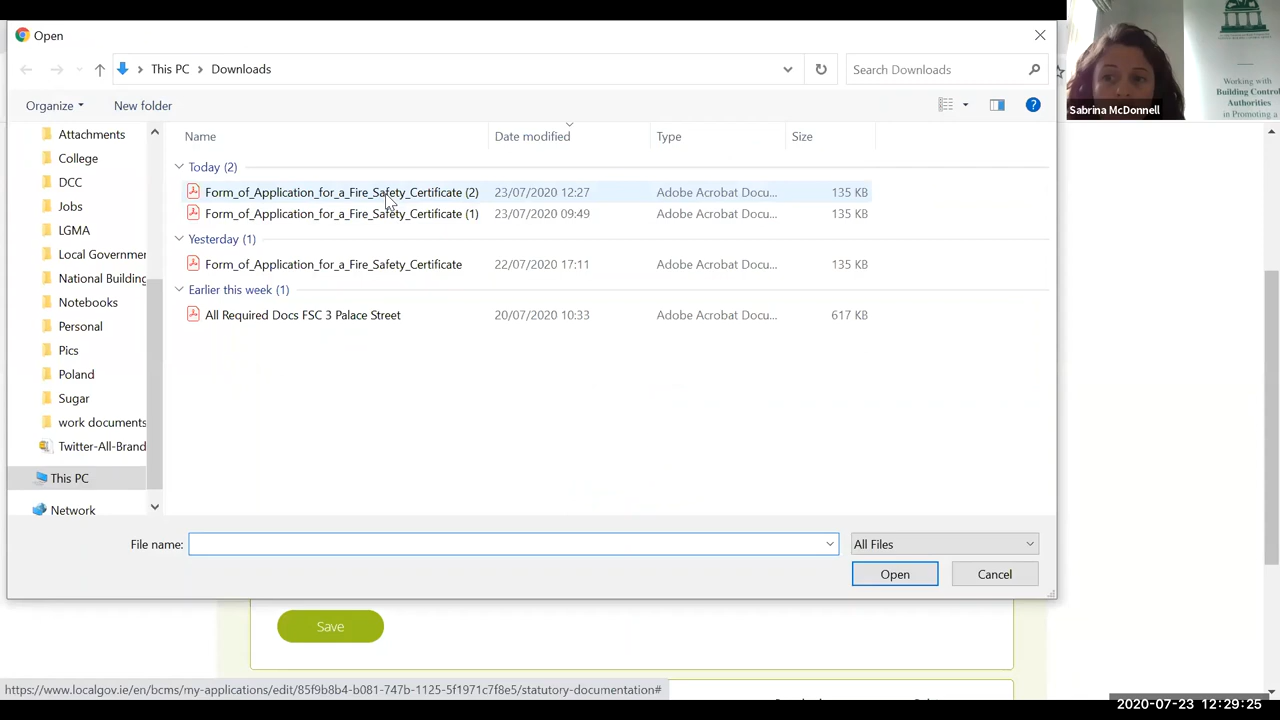 Open
This PC > Downloads
Search Downloads
Organize
New folder
Name
Date modified
Type
Size
Attachments
College
DCC
Jobs
LGMA
Local Governmer
National Building
Notebooks
Personal
Pics
Poland
Sugar
work documents
Twitter-All-Brand
This PC
Network
Today (2)
Form_of_Application_for_a_Fire_Safety_Certificate (2) 23/07/2020 12:27 Adobe Acrobat Docu... 135 KB
Form_of_Application_for_a_Fire_Safety_Certificate (1) 23/07/2020 09:49 Adobe Acrobat Docu... 135 KB
Yesterday (1)
Form_of_Application_for_a_Fire_Safety_Certificate 22/07/2020 17:11 Adobe Acrobat Docu... 135 KB
Earlier this week (1)
All Required Docs FSC 3 Palace Street 20/07/2020 10:33 Adobe Acrobat Docu... 617 KB
File name:
All Files
Open
Cancel
Save
https://www.localgov.ie/en/bcms/my-applications/edit/85f9b8b4-b081-747b-1125-5f1971c7f8e5/statutory-documentation#
Working with
Building Control
Authorities
in Promoting a
Sabrina McDonnell
2020-07-23 12:29:25